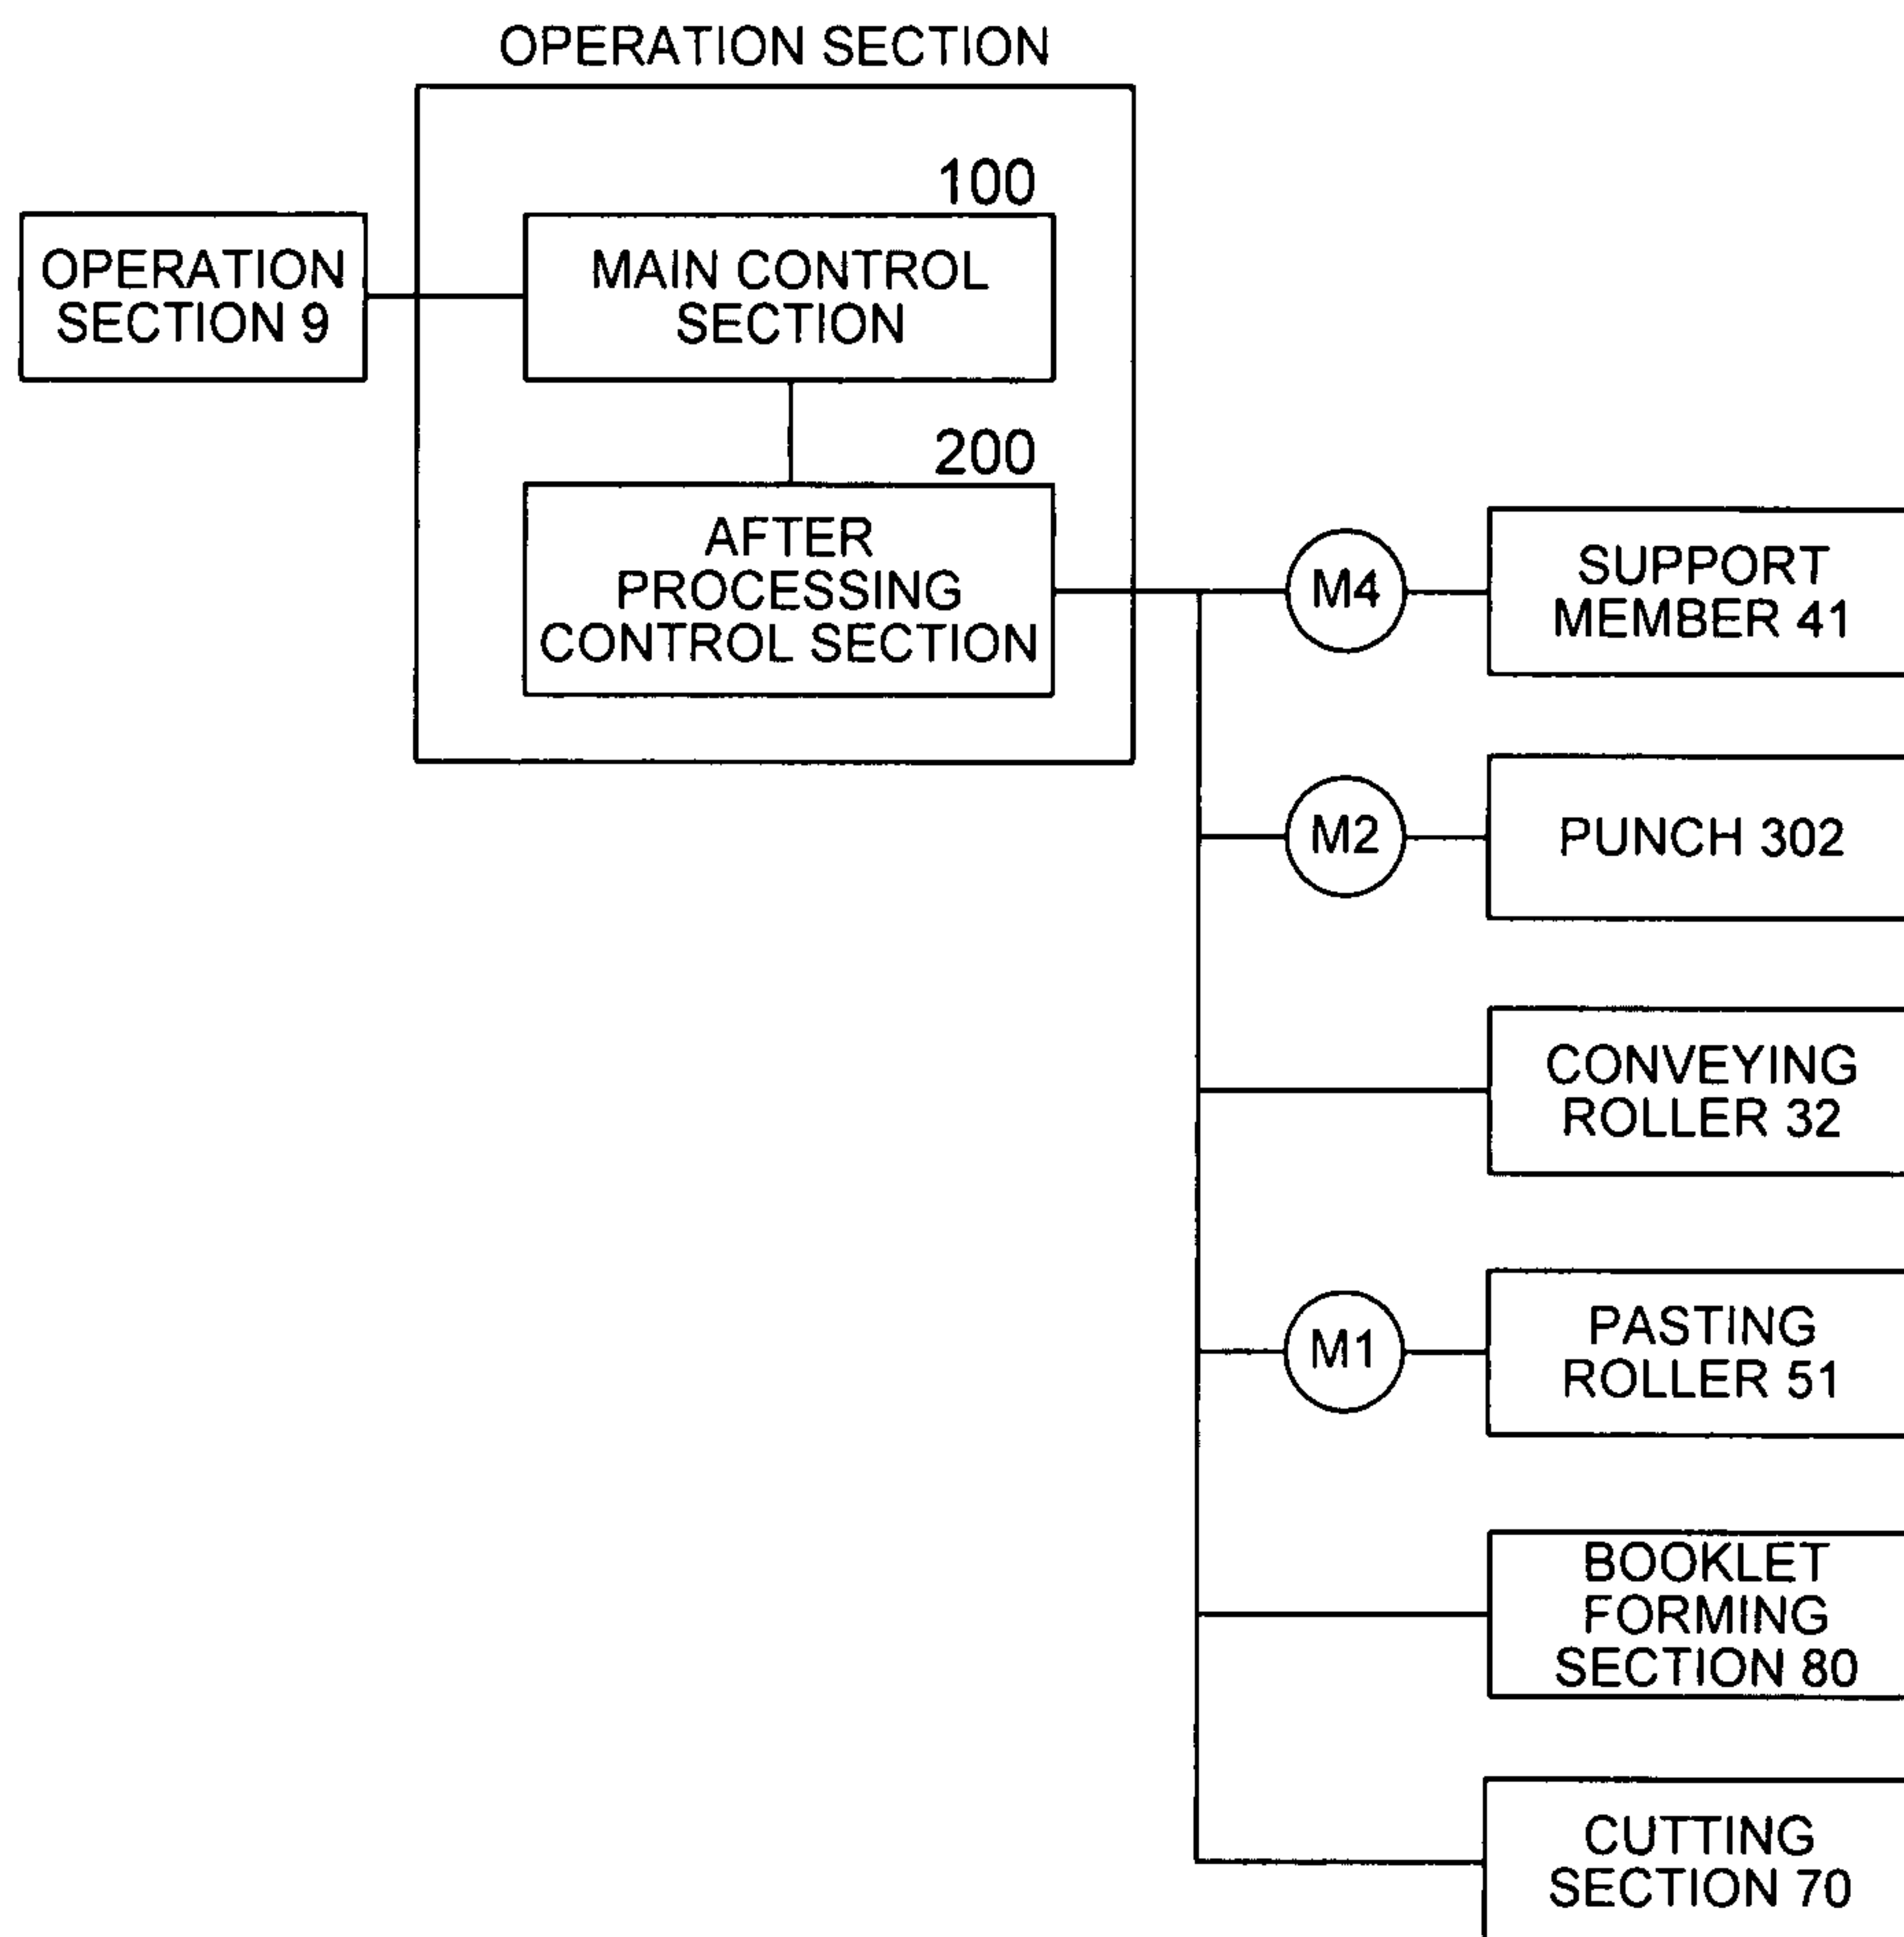 OPERATION SECTION
OPERATION
SECTION 9
100
MAIN CONTROL
SECTION
200
AFTER
PROCESSING
CONTROL SECTION
M4
SUPPORT
MEMBER 41
M2
PUNCH 302
CONVEYING
ROLLER 32
M1
PASTING
ROLLER 51
BOOKLET
FORMING
SECTION 80
CUTTING
SECTION 70